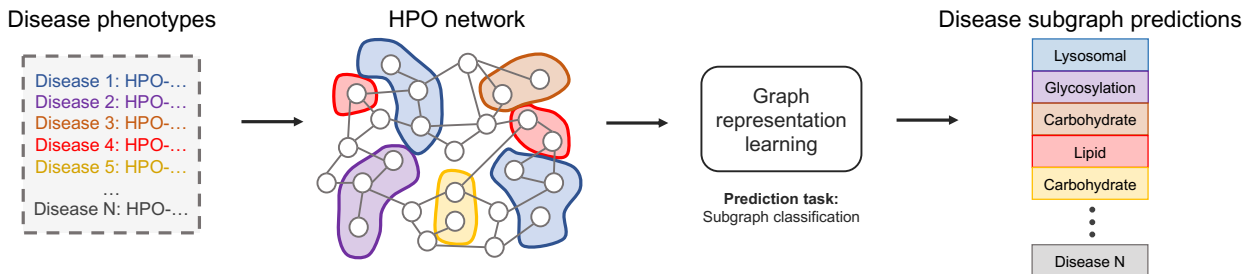 Disease phenotypes
Disease 1: HPO-…
Disease 2: HPO-…
Disease 3: HPO-…
Disease 4: HPO-…
Disease 5: HPO-…
…
Disease N: HPO-…
HPO network
Graph
representation
learning
Prediction task:
Subgraph classification
Disease subgraph predictions
Lysosomal
Glycosylation
Carbohydrate
Lipid
Carbohydrate
Disease N